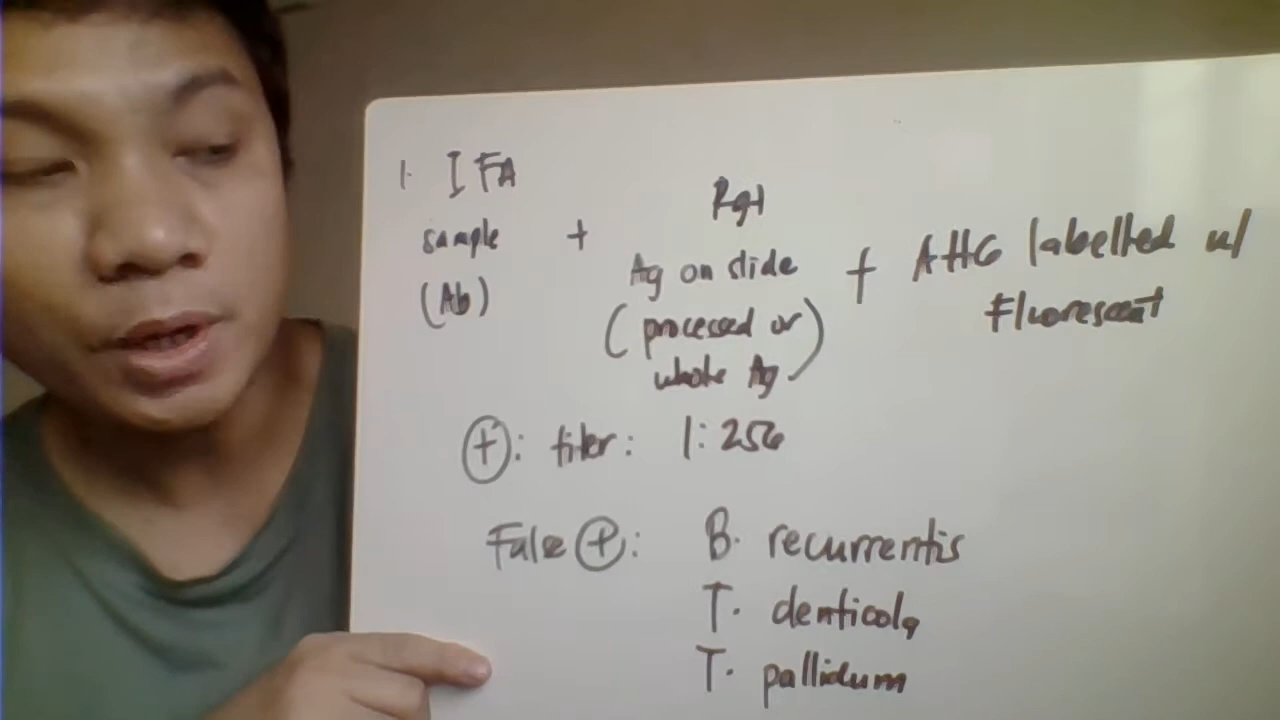 1. IFA
Rgt
sample + Ag on slide + AHG labelled w/
(Ab) (processed or Fluorescent
whole Ag)
(+): titer: 1:256
False (+): B. recurrentis
T. denticola
T. pallidum